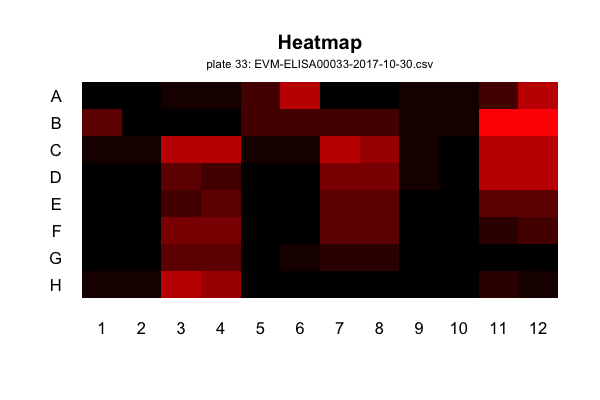 Heatmap
plate 33: EVM-ELISA00033-2017-10-30.csv
A
B
C
D
E
F
G
H
1 2 3 4 5 6 7 8 9 10 11 12